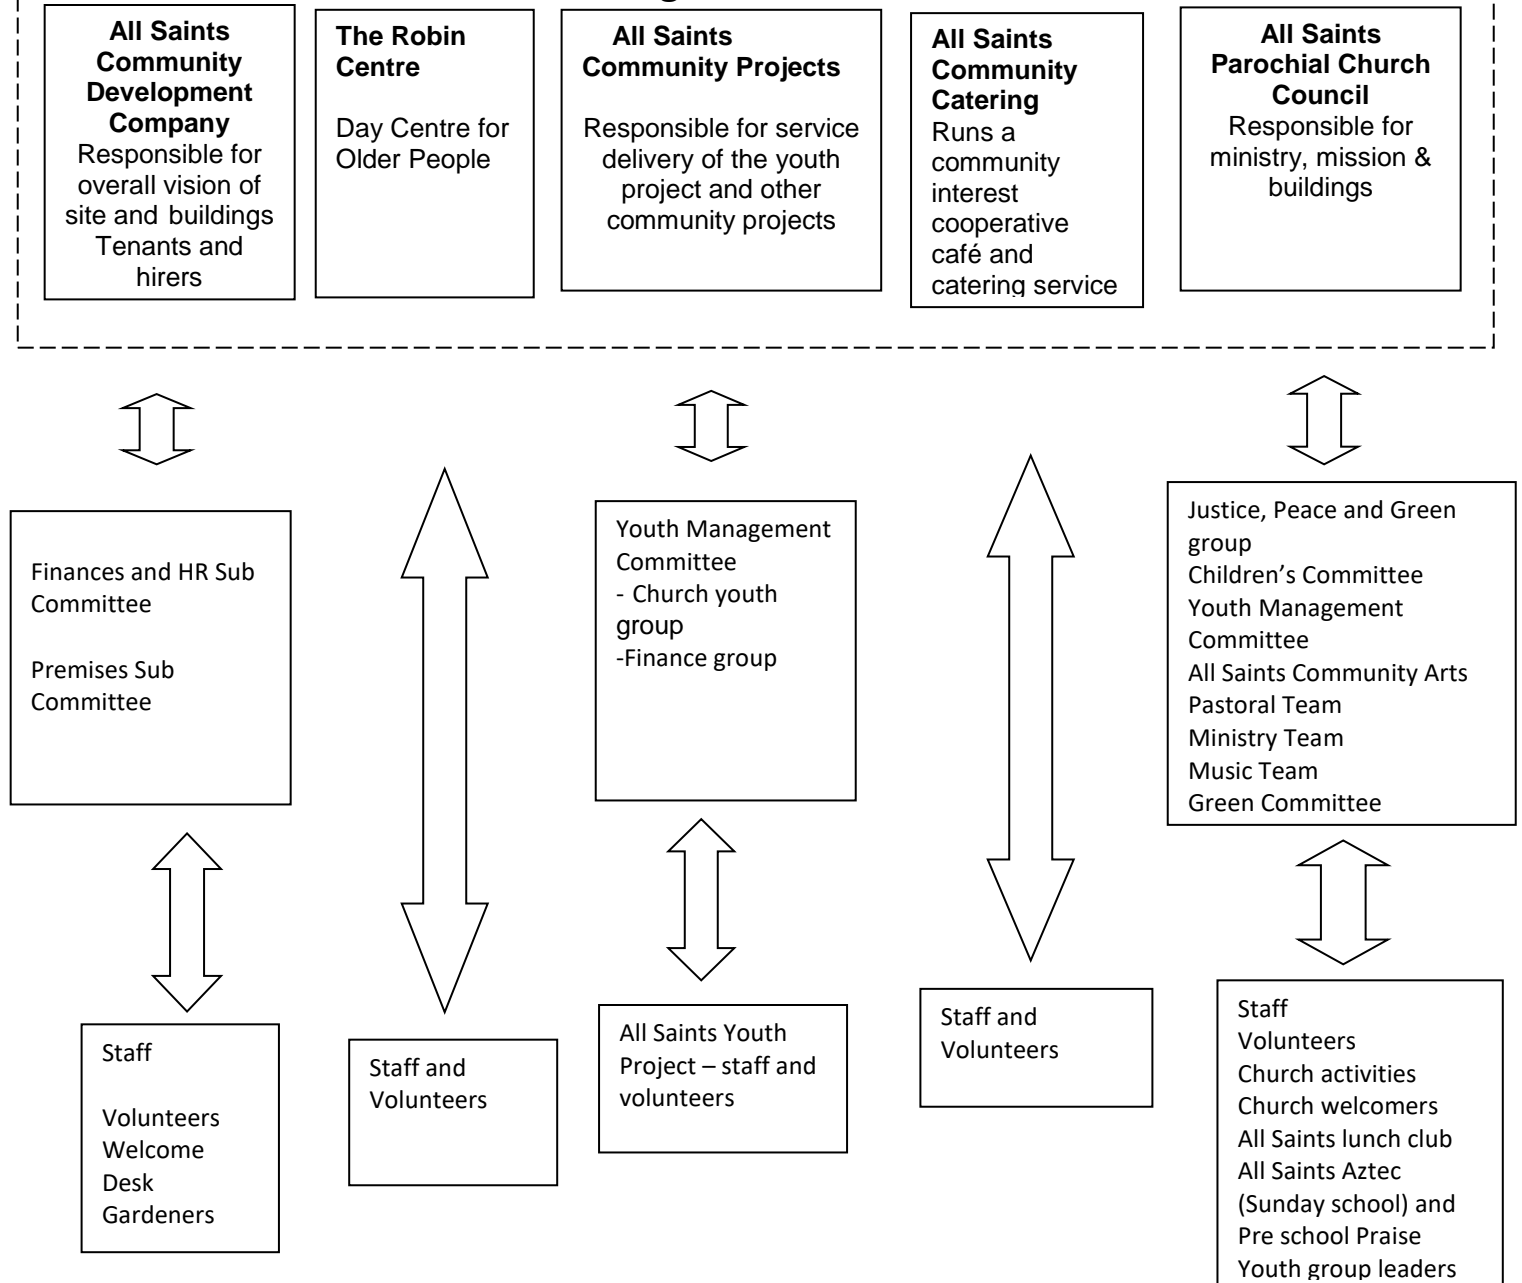 All Saints
Community
Development
Company
Responsible for
overall vision of
site and buildings
Tenants and
hirers
The Robin
Centre
Day Centre for
Older People
All Saints
Community Projects
Responsible for service
delivery of the youth
project and other
community projects
All Saints
Community
Catering
Runs a
community
interest
cooperative
café and
catering service
All Saints
Parochial Church
Council
Responsible for
ministry, mission &
buildings
Finances and HR Sub
Committee
Premises Sub
Committee
Youth Management
Committee
- Church youth
group
-Finance group
Justice, Peace and Green
group
Children’s Committee
Youth Management
Committee
All Saints Community Arts
Pastoral Team
Ministry Team
Music Team
Green Committee
Staff
Volunteers
Welcome
Desk
Gardeners
Staff and
Volunteers
All Saints Youth
Project – staff and
volunteers
Staff and
Volunteers
Staff
Volunteers
Church activities
Church welcomers
All Saints lunch club
All Saints Aztec
(Sunday school) and
Pre school Praise
Youth group leaders